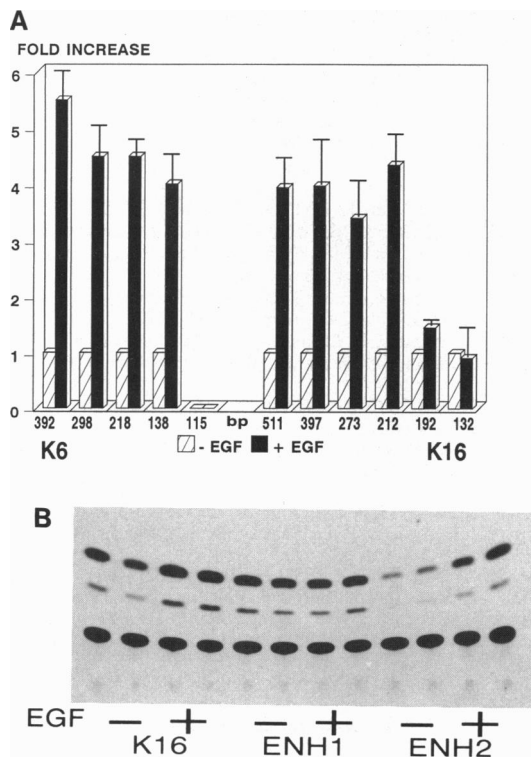 A
FOLD INCREASE
6
5
4
3
2
1
0
392 298 218 138 115 bp 511 397 273 212 192 132
K6 - EGF + EGF K16
B
EGF − + − + − +
K16 ENH1 ENH2